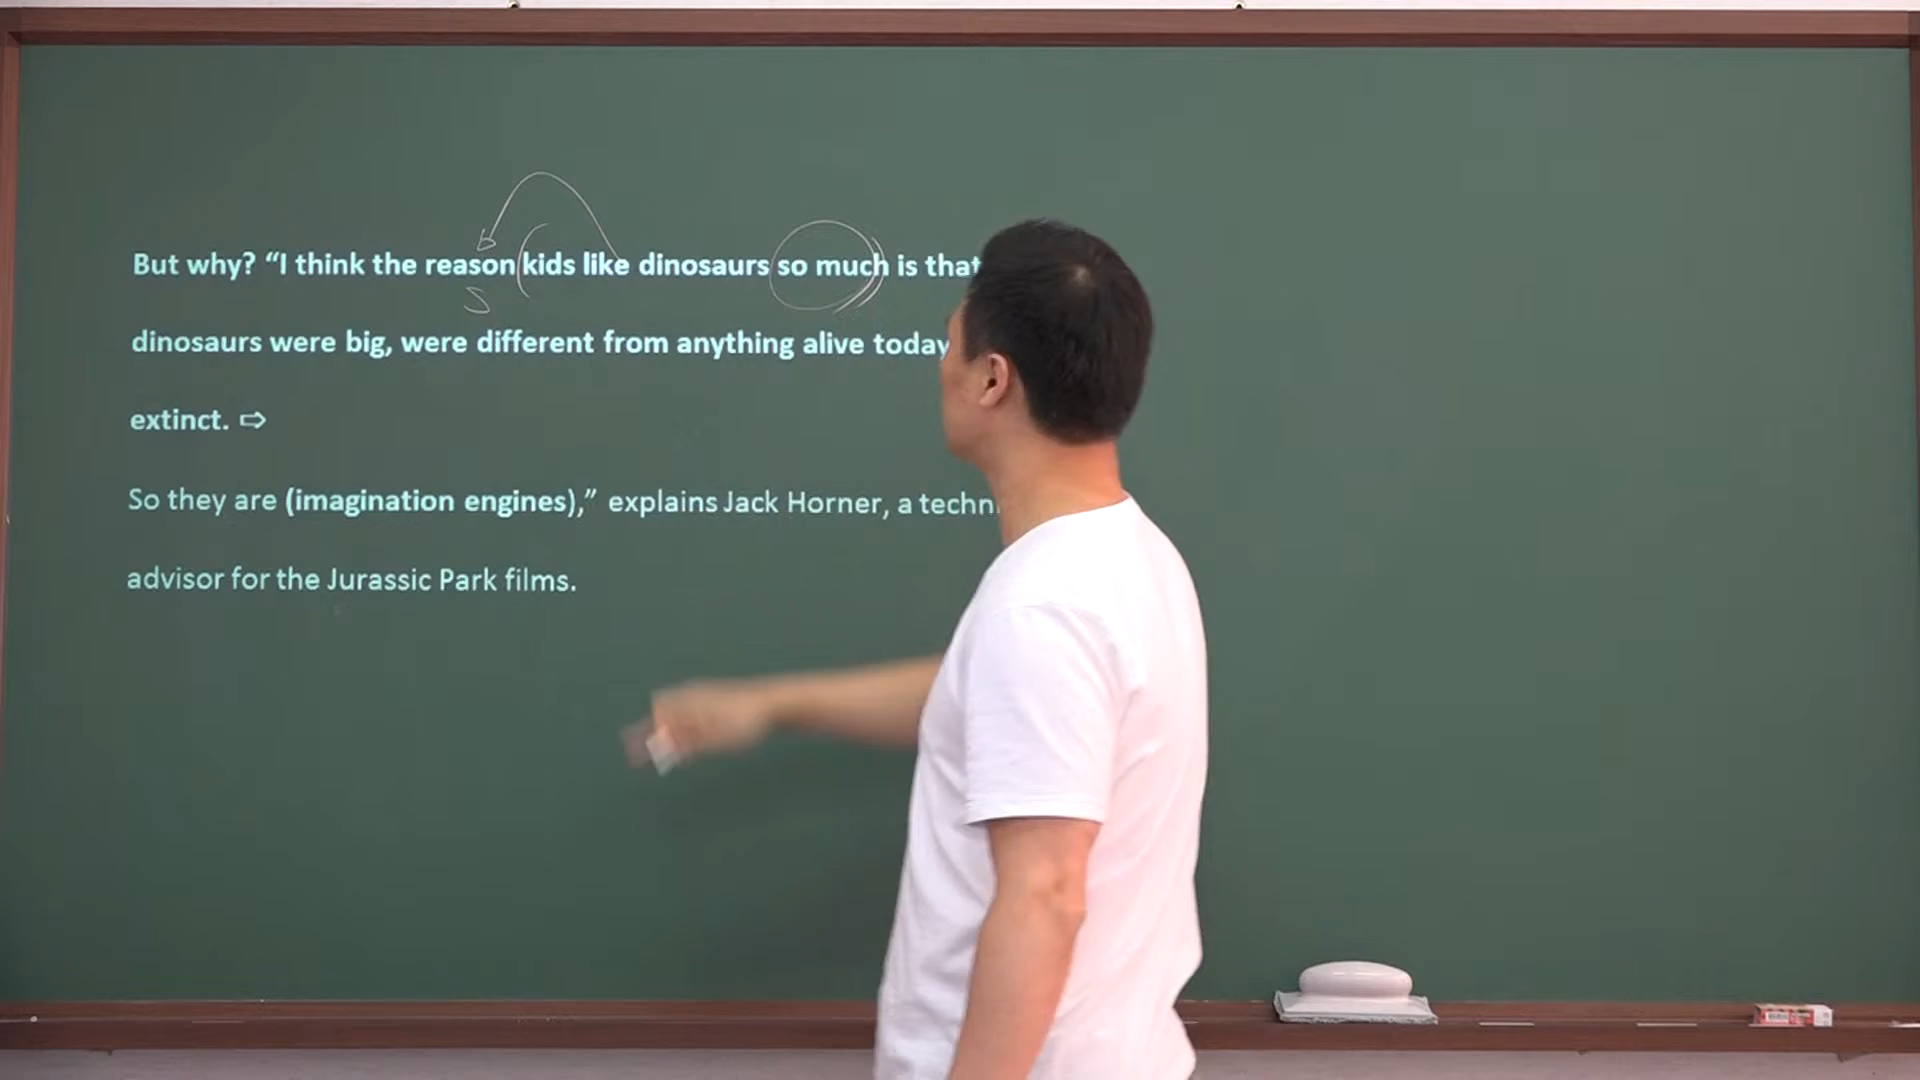 But why? “I think the reason kids like dinosaurs so much is that
S
dinosaurs were big, were different from anything alive today
extinct. ⇨
So they are (imagination engines),” explains Jack Horner, a
advisor for the Jurassic Park films.